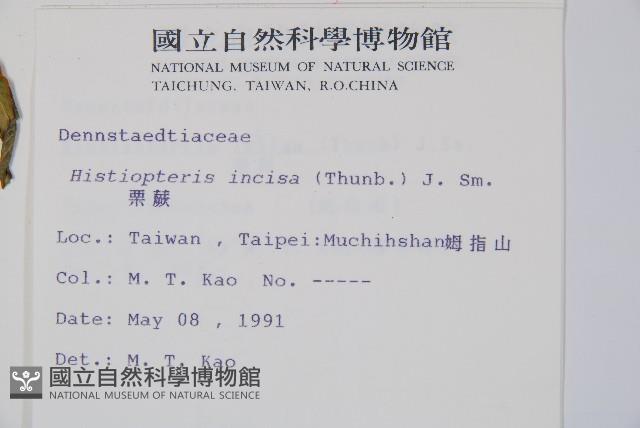 國立自然科學博物館
NATIONAL MUSEUM OF NATURAL SCIENCE
TAICHUNG, TAIWAN, R.O.CHINA
Dennstaedtiaceae
Histiopteris incisa (Thunb.) J. Sm.
栗蕨
Loc.: Taiwan , Taipei:Muchihshan姆指山
Col.: M. T. Kao No. -----
Date: May 08 , 1991
Det.: M. T. Kao
國立自然科學博物館
NATIONAL MUSEUM OF NATURAL SCIENCE